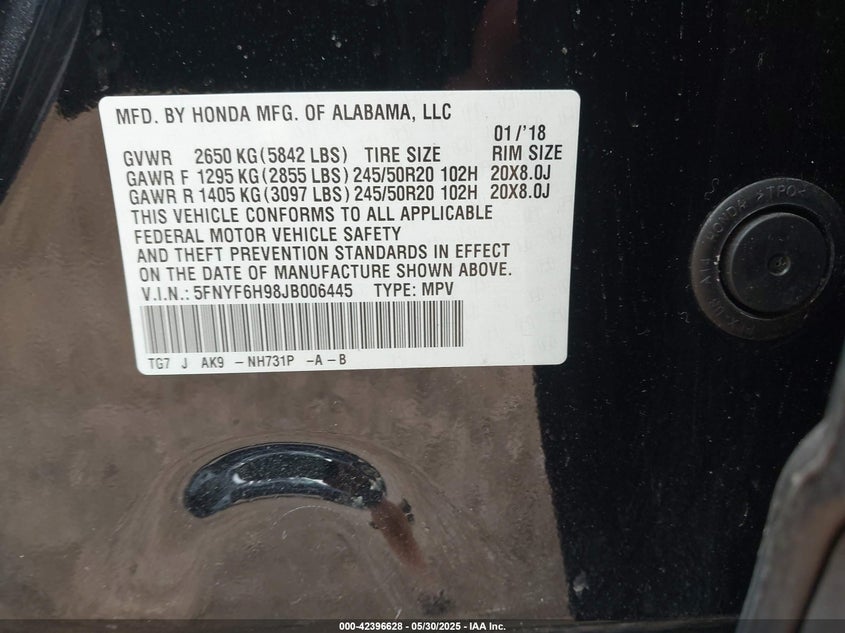 MFD. BY HONDA MFG. OF ALABAMA, LLC
01/'18
GVWR 2650 KG(5842 LBS) TIRE SIZE RIM SIZE
GAWR F 1295 KG(2855 LBS) 245/50R20 102H 20X8.0J
GAWR R 1405 KG(3097 LBS) 245/50R20 102H 20X8.0J
THIS VEHICLE CONFORMS TO ALL APPLICABLE
FEDERAL MOTOR VEHICLE SAFETY
AND THEFT PREVENTION STANDARDS IN EFFECT
ON THE DATE OF MANUFACTURE SHOWN ABOVE.
V.I.N.: 5FNYF6H98JB006445 TYPE: MPV
TG7 J AK9 - NH731P -A-B
HONDA >TPO<
000-42396628 - 05/30/2025 - IAA Inc.